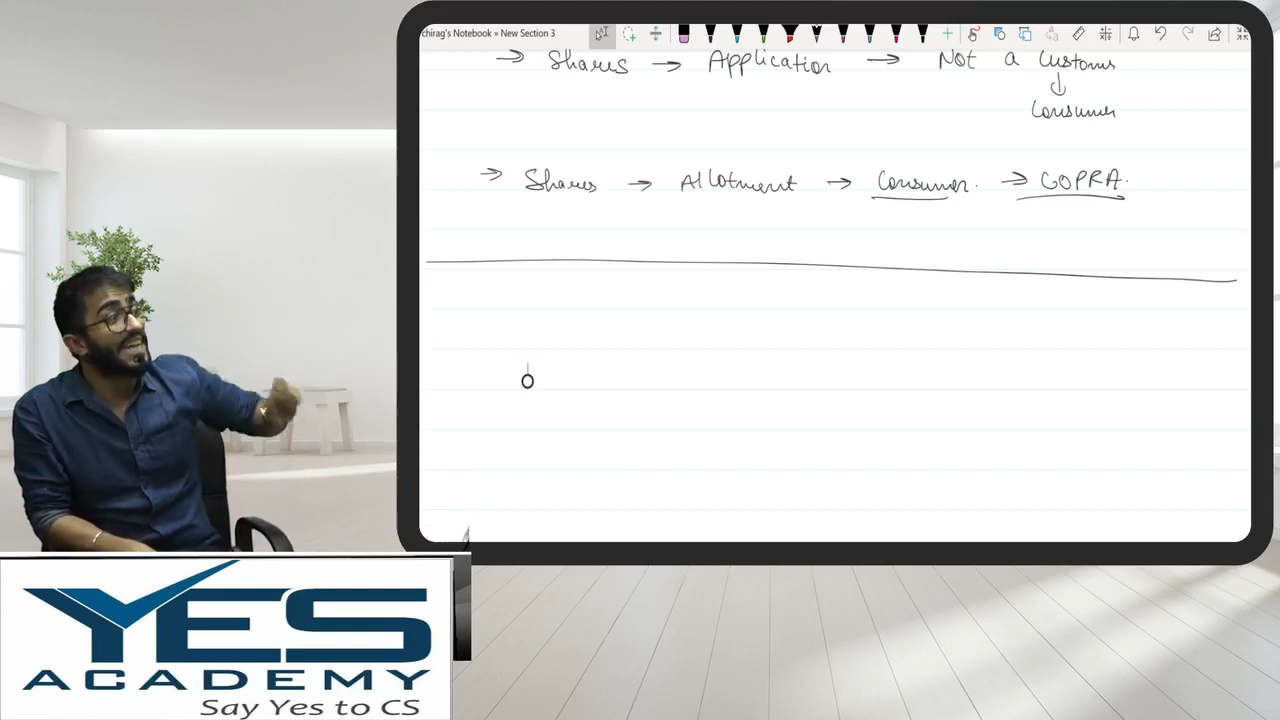 chirag's Notebook » New Section 3
→ Shares → Application → Not a Customer
↓
Consumer
→ Shares → Allotment → Consumer. → COPRA.
YES
ACADEMY
Say Yes to CS